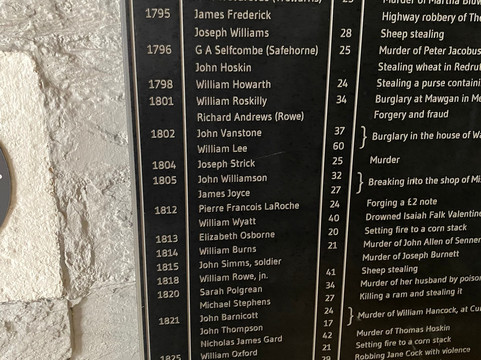 Murder of Martha
1795 James Frederick Highway robbery of
Joseph Williams 28 Sheep stealing
1796 G A Selfcombe (Safehorne) 25 Murder of Peter Jacobus
John Hoskin Stealing wheat in
1798 William Howarth 24 Stealing a purse
1801 William Roskilly 34 Burglary at Mawgan in
Richard Andrews (Rowe) Forgery and fraud
1802 John Vanstone 37 } Burglary in the house of
William Lee 60
1804 Joseph Strick 25 Murder
1805 John Williamson 32 } Breaking into the shop of
James Joyce 27
1812 Pierre Francois LaRoche 24 Forging a £2 note
William Wyatt 40 Drowned Isaiah Falk Valentine
1813 Elizabeth Osborne 20 Setting fire to a corn stack
1814 William Burns 21 Murder of John Allen of Sennen
1815 John Simms, soldier Murder of Joseph Burnett
1818 William Rowe, jn. 41 Sheep stealing
1820 Sarah Polgrean 34 Murder of her husband by poison
Michael Stephens 27 Killing a ram and stealing it
1821 John Barnicott 24 } Murder of William Hancock, at
John Thompson 17
Nicholas James Gard 42 Murder of Thomas Hoskin
1825 William Oxford 21 Setting fire to a corn stack
29 Robbing Jane Cock with violence